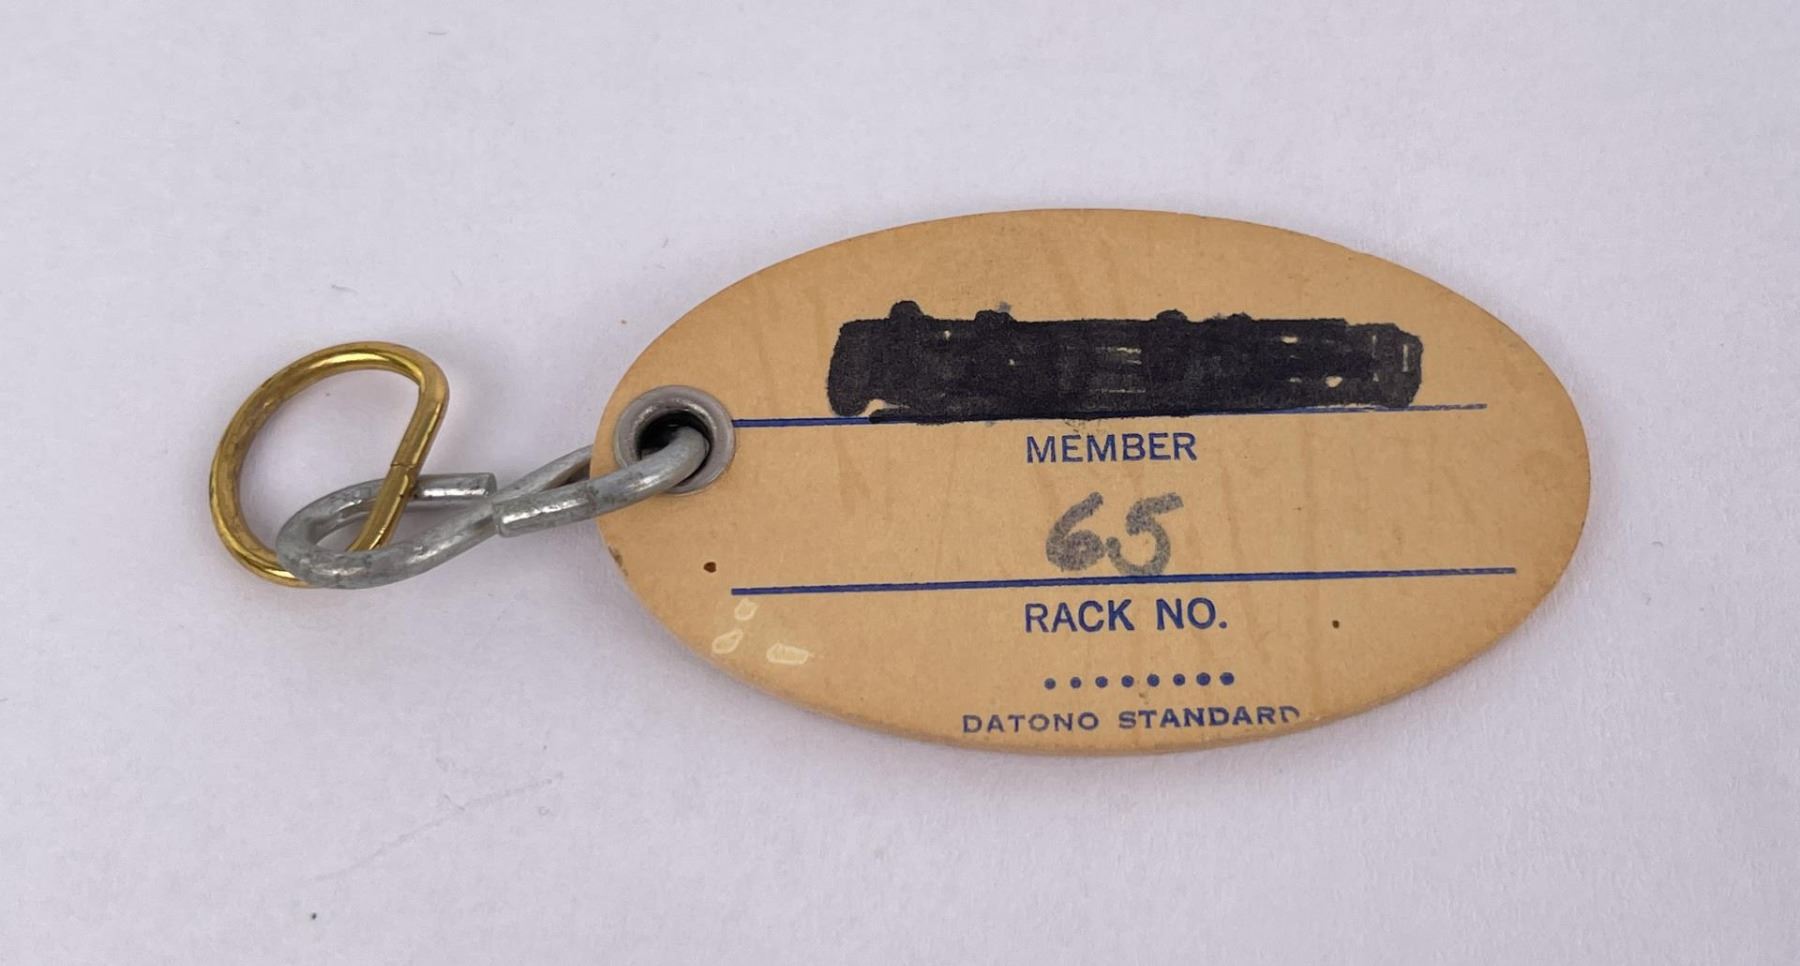 MEMBER
65
RACK NO.
DATONO STANDARD